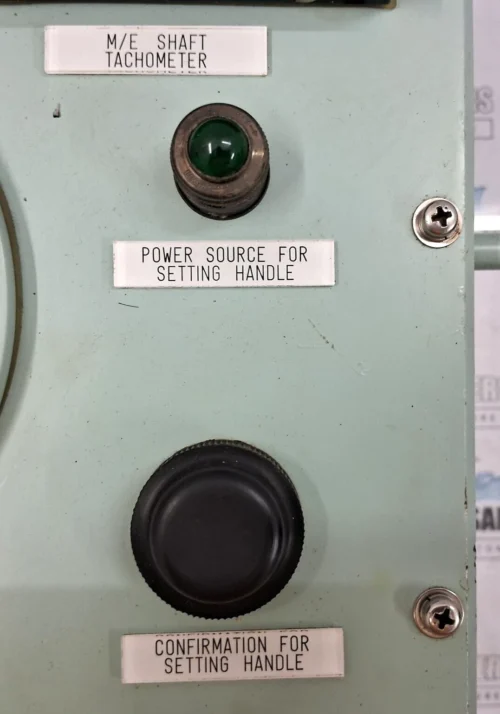 M/E SHAFT
TACHOMETER
POWER SOURCE FOR
SETTING HANDLE
CONFIRMATION FOR
SETTING HANDLE